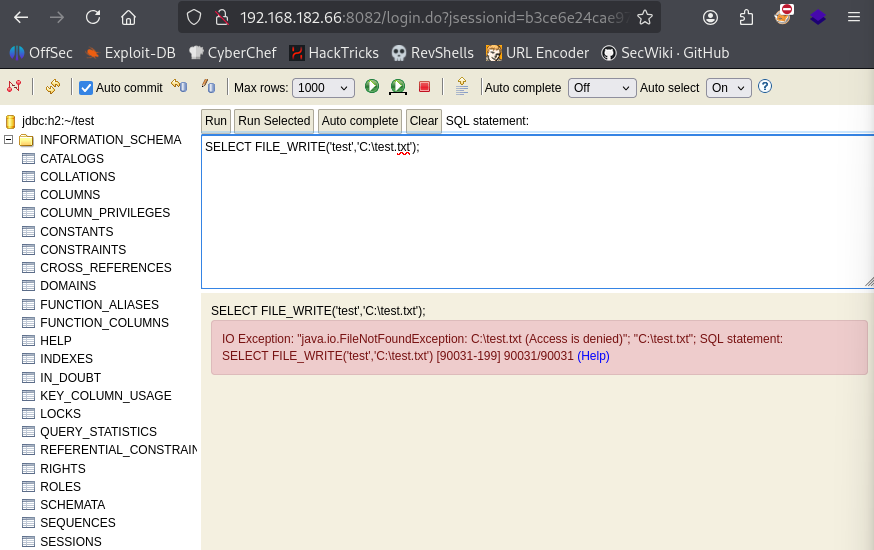 192.168.182.66:8082/login.do?jsessionid=b3ce6e24cae97
OffSec Exploit-DB CyberChef HackTricks RevShells URL Encoder SecWiki · GitHub
Auto commit Max rows: 1000 Auto complete Off Auto select On
jdbc:h2:~/test
Run Run Selected Auto complete Clear SQL statement:
INFORMATION_SCHEMA
SELECT FILE_WRITE('test','C:\test.txt');
CATALOGS
COLLATIONS
COLUMNS
COLUMN_PRIVILEGES
CONSTANTS
CONSTRAINTS
CROSS_REFERENCES
DOMAINS
FUNCTION_ALIASES
FUNCTION_COLUMNS
HELP
INDEXES
IN_DOUBT
KEY_COLUMN_USAGE
LOCKS
QUERY_STATISTICS
REFERENTIAL_CONSTRAIN
RIGHTS
ROLES
SCHEMATA
SEQUENCES
SESSIONS
SELECT FILE_WRITE('test','C:\test.txt');
IO Exception: "java.io.FileNotFoundException: C:\test.txt (Access is denied)"; "C:\test.txt"; SQL statement:
SELECT FILE_WRITE('test','C:\test.txt') [90031-199] 90031/90031 (Help)